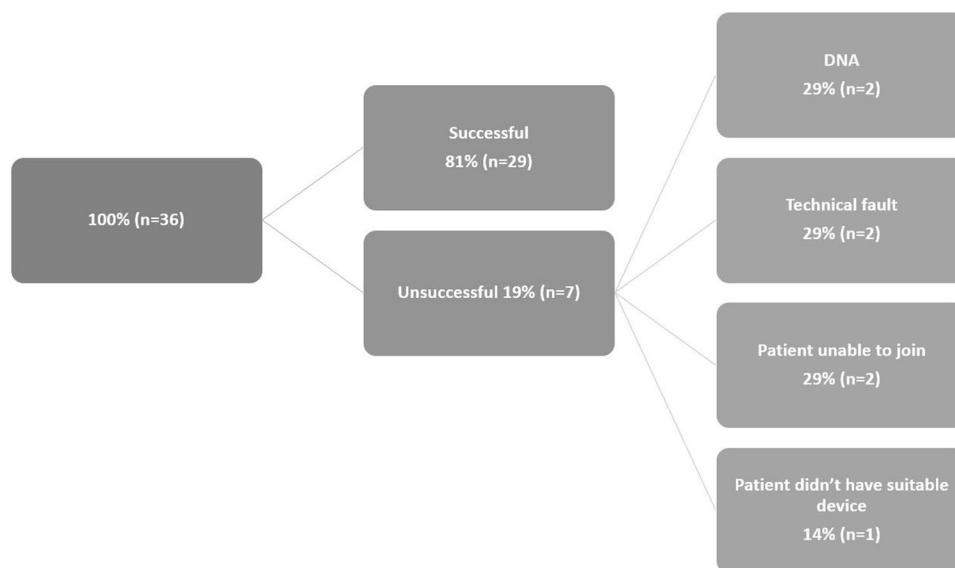 100% (n=36)
Successful
81% (n=29)
Unsuccessful 19% (n=7)
DNA
29% (n=2)
Technical fault
29% (n=2)
Patient unable to join
29% (n=2)
Patient didn’t have suitable
device
14% (n=1)